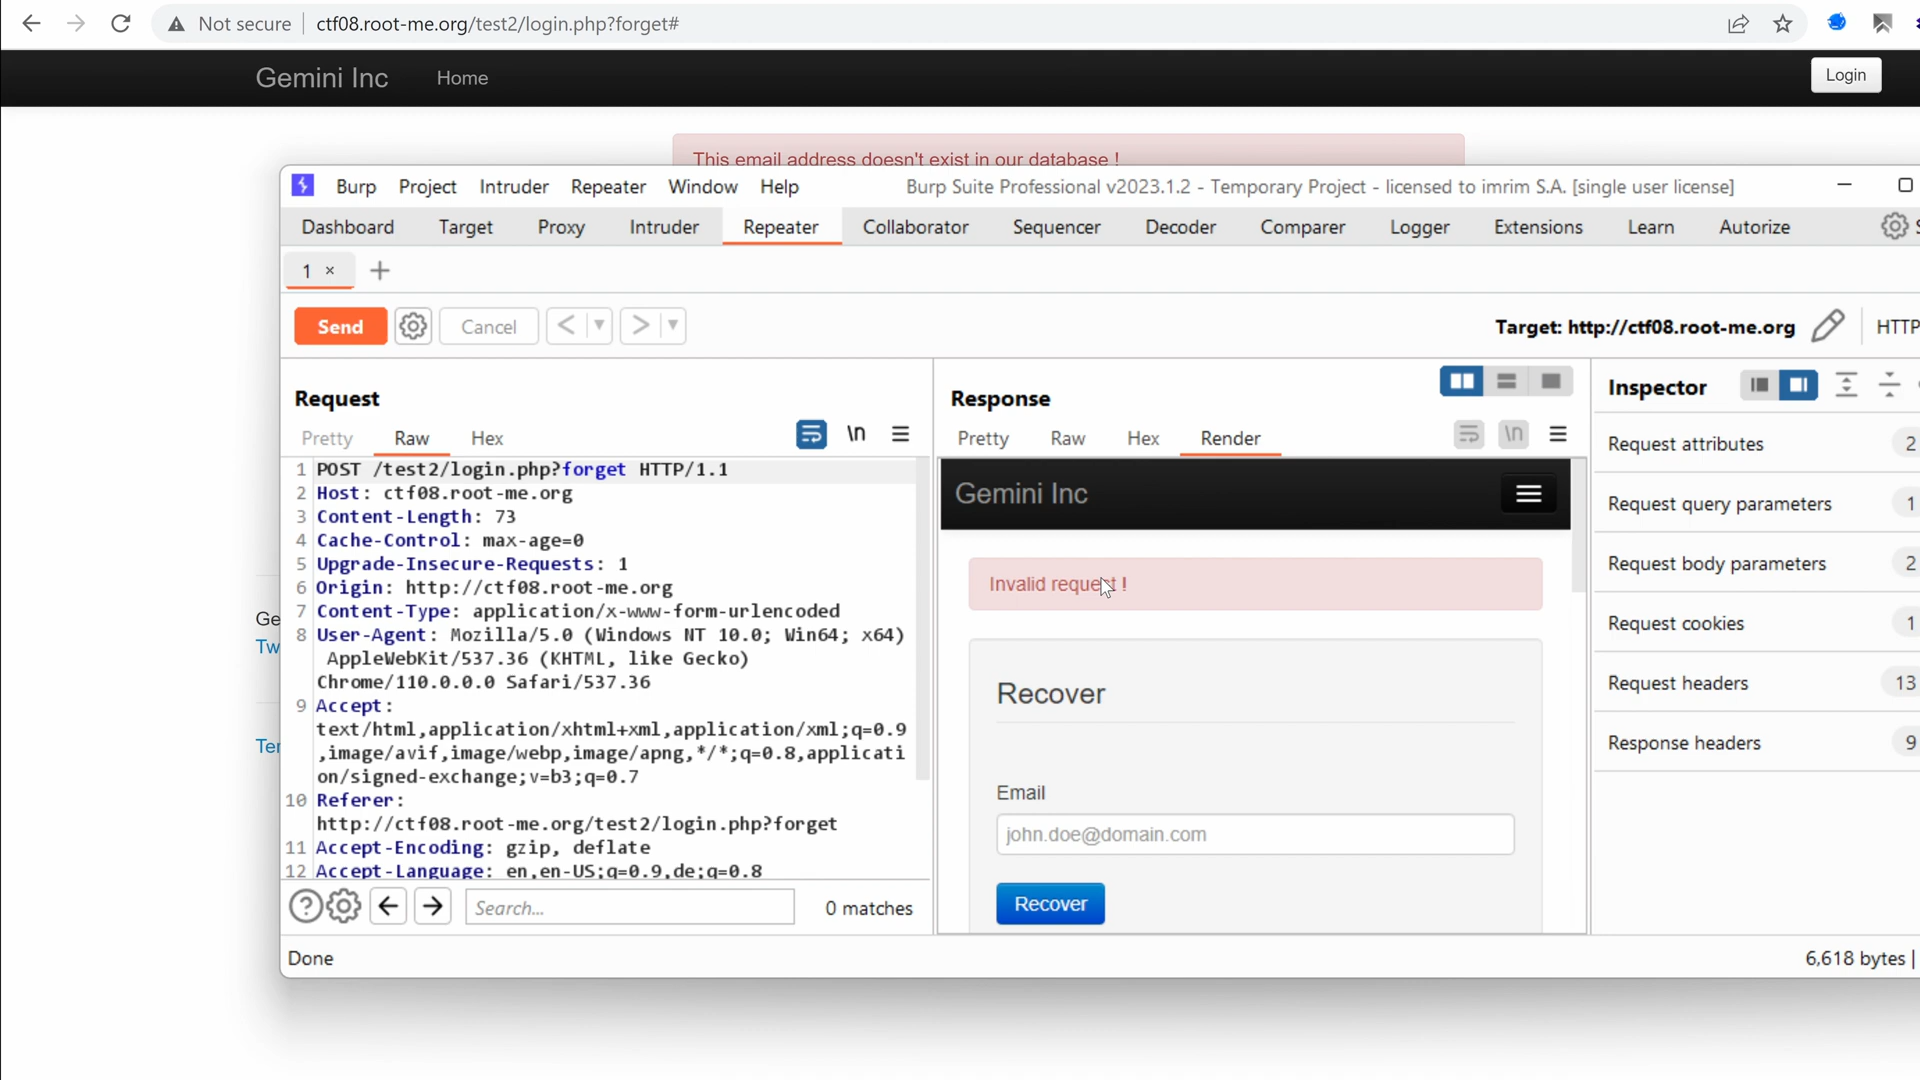 Not secure
ctf08.root-me.org/test2/login.php?forget#
Gemini Inc
Home
Login
This email address doesn't exist in our database !
Burp Project Intruder Repeater Window Help
Burp Suite Professional v2023.1.2 - Temporary Project - licensed to imrim S.A. [single user license]
Dashboard Target Proxy Intruder Repeater Collaborator Sequencer Decoder Comparer Logger Extensions Learn Autorize
1 ×
Send
Cancel
Target: http://ctf08.root-me.org
HTTP
Request
Pretty Raw Hex
\n
1 POST /test2/login.php?forget HTTP/1.1
2 Host: ctf08.root-me.org
3 Content-Length: 73
4 Cache-Control: max-age=0
5 Upgrade-Insecure-Requests: 1
6 Origin: http://ctf08.root-me.org
7 Content-Type: application/x-www-form-urlencoded
8 User-Agent: Mozilla/5.0 (Windows NT 10.0; Win64; x64)
AppleWebKit/537.36 (KHTML, like Gecko)
Chrome/110.0.0.0 Safari/537.36
9 Accept:
text/html,application/xhtml+xml,application/xml;q=0.9
,image/avif,image/webp,image/apng,*/*;q=0.8,applicati
on/signed-exchange;v=b3;q=0.7
10 Referer:
http://ctf08.root-me.org/test2/login.php?forget
11 Accept-Encoding: gzip, deflate
12 Accept-Language: en,en-US;q=0.9,de;q=0.8
Search...
0 matches
Response
Pretty Raw Hex Render
\n
Gemini Inc
Invalid request !
Recover
Email
john.doe@domain.com
Recover
Inspector
Request attributes 2
Request query parameters 1
Request body parameters 2
Request cookies 1
Request headers 13
Response headers 9
Done
6,618 bytes |
Ge
Tw
Ter